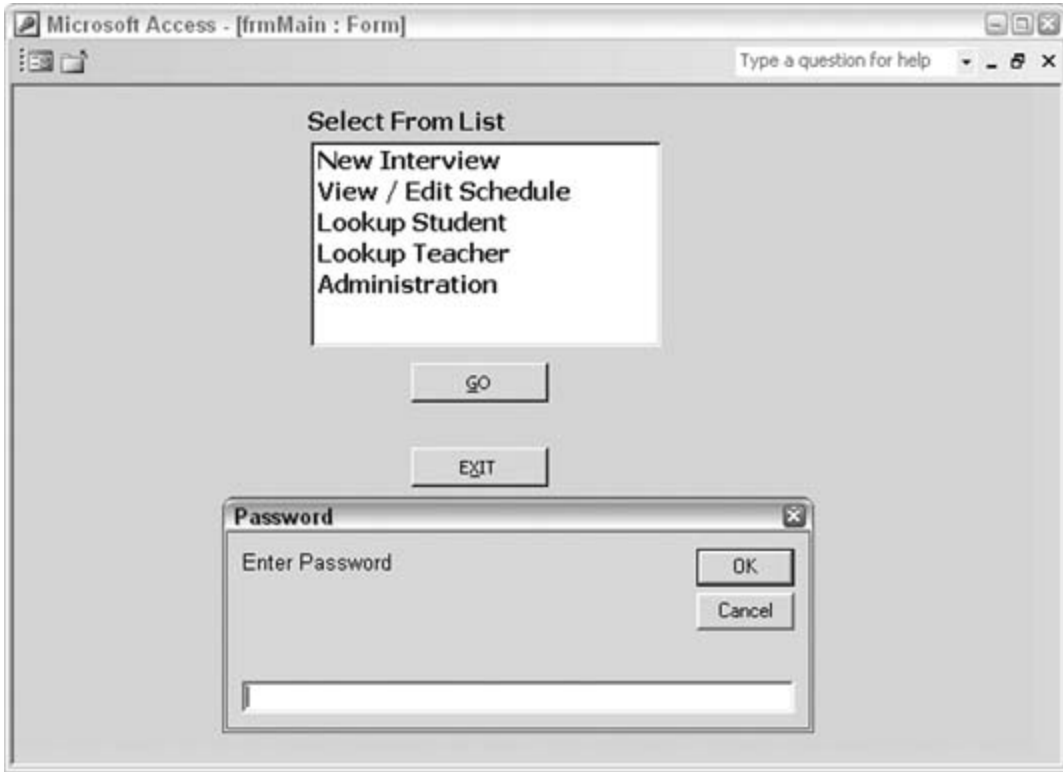 Microsoft Access - [frmMain : Form]
Type a question for help
Select From List
New Interview
View / Edit Schedule
Lookup Student
Lookup Teacher
Administration
GO
EXIT
Password
Enter Password
OK
Cancel